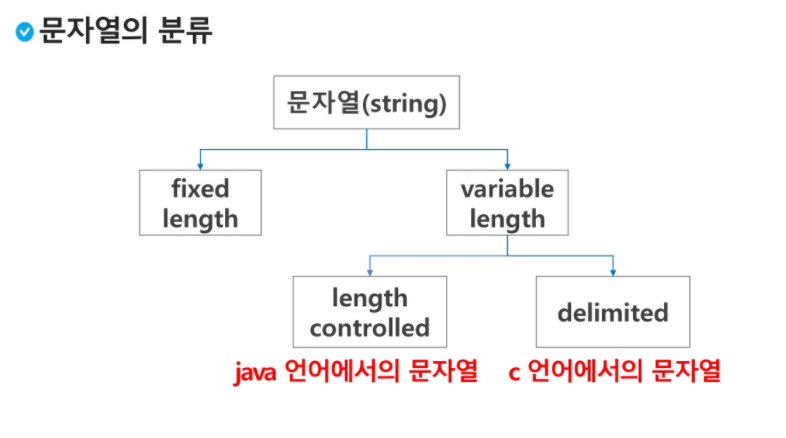 문자열의 분류
문자열(string)
fixed
length
variable
length
length
controlled
delimited
java 언어에서의 문자열
c 언어에서의 문자열